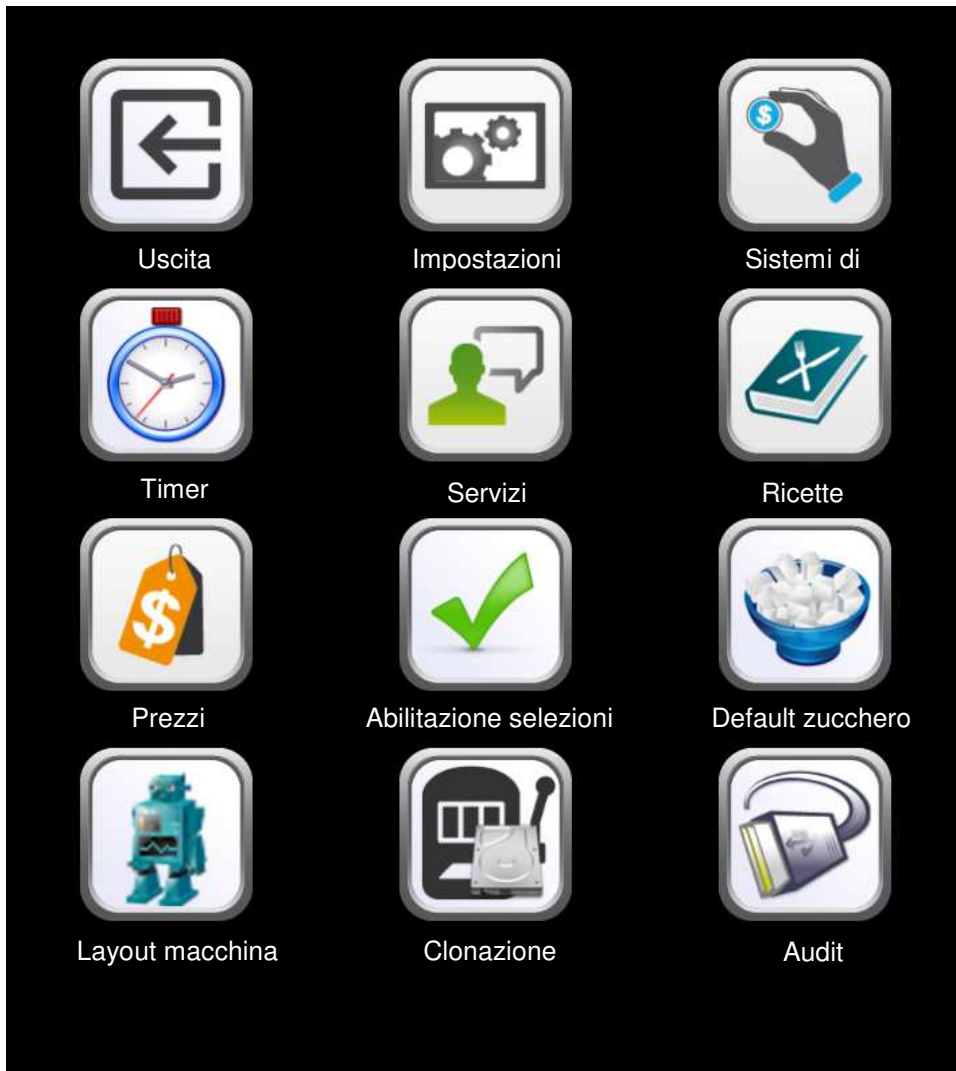 Uscita
Impostazioni
Sistemi di
Timer
Servizi
Ricette
$
Prezzi
Abilitazione selezioni
Default zucchero
Layout macchina
Clonazione
Audit